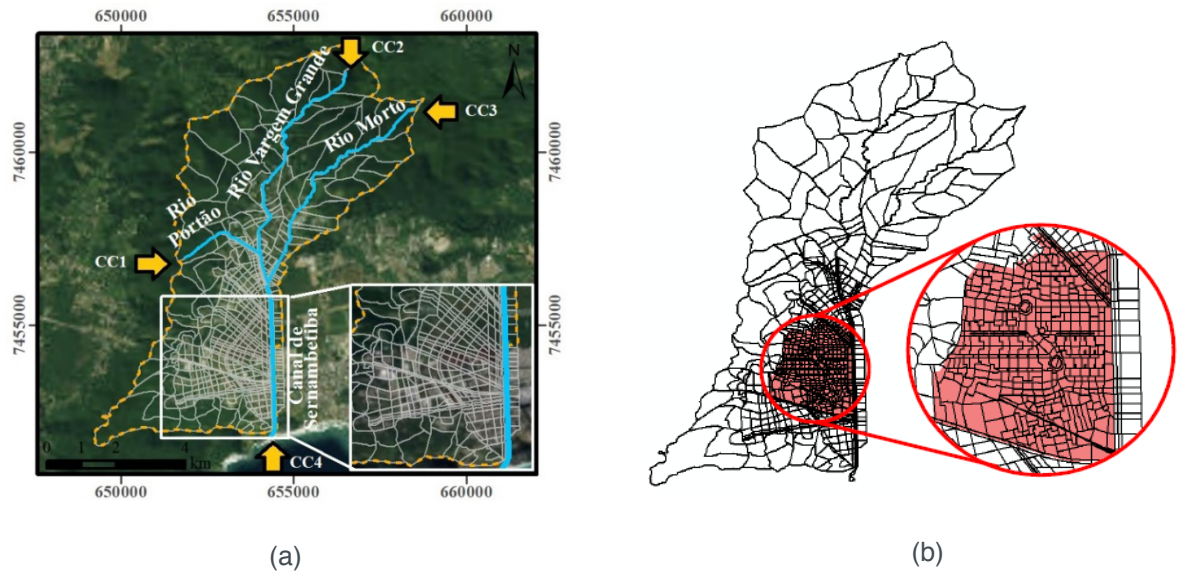 650000 655000 660000
CC2
N
CC3
Rio Vargem Grande
Rio Morto
7460000
7460000
Rio
Portão
CC1
7455000
7455000
Canal de
Sernambetiba
0 1 2 4
km
CC4
650000 655000 660000
(a)
(b)